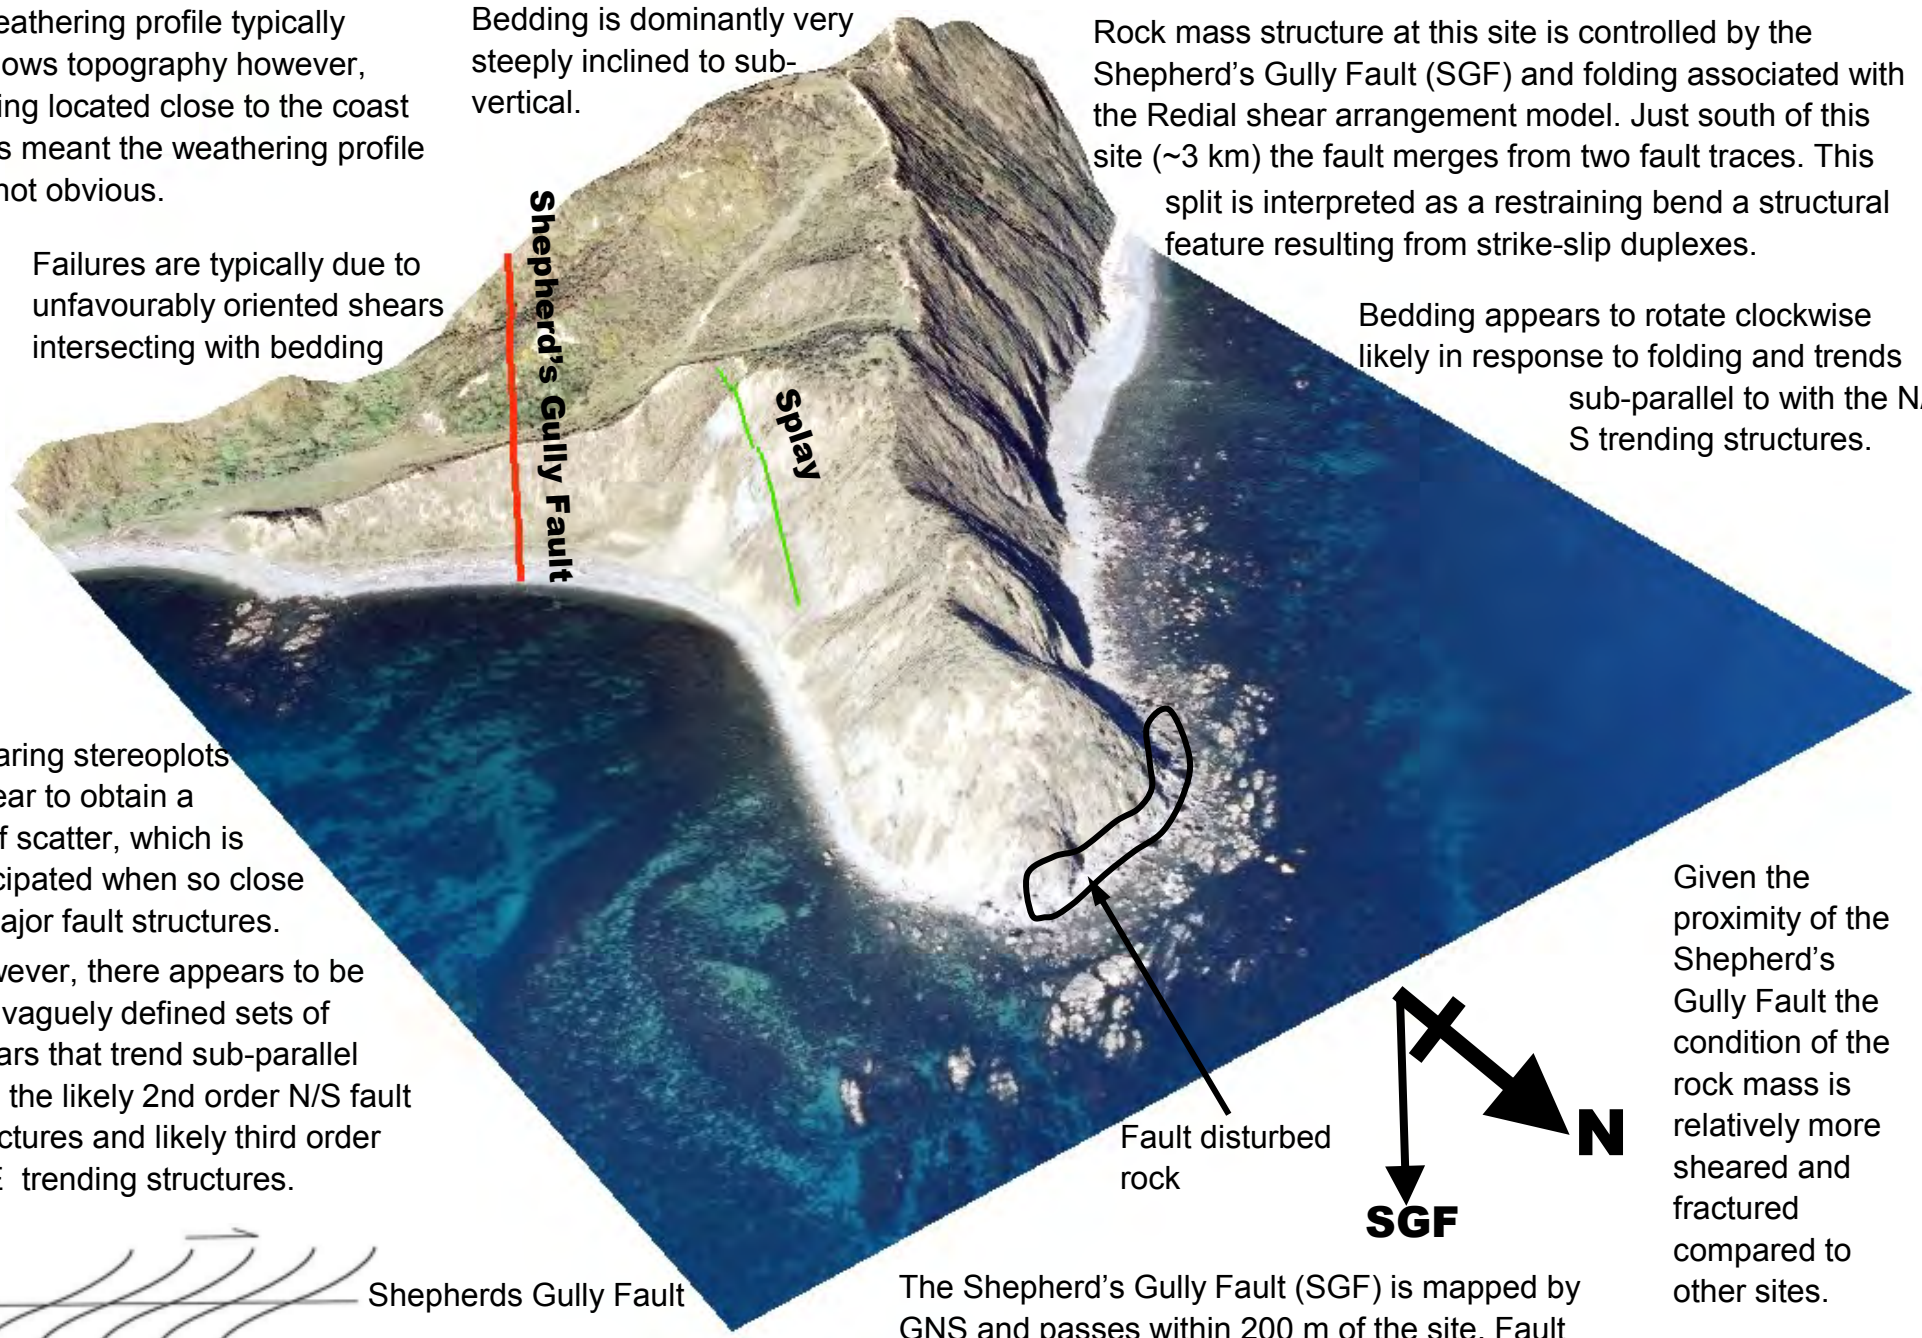 eathering profile typically
lows topography however,
ing located close to the coast
s meant the weathering profile
not obvious.
Bedding is dominantly very
steeply inclined to sub-
vertical.
Rock mass structure at this site is controlled by the
Shepherd’s Gully Fault (SGF) and folding associated with
the Redial shear arrangement model. Just south of this
site (~3 km) the fault merges from two fault traces. This
split is interpreted as a restraining bend a structural
feature resulting from strike-slip duplexes.
Failures are typically due to
unfavourably oriented shears
intersecting with bedding
Shepherd's Gully Fault
Splay
Bedding appears to rotate clockwise
likely in response to folding and trends
sub-parallel to with the N/
S trending structures.
aring stereoplots
ear to obtain a
f scatter, which is
cipated when so close
ajor fault structures.
wever, there appears to be
vaguely defined sets of
ars that trend sub-parallel
the likely 2nd order N/S fault
ctures and likely third order
E trending structures.
Shepherds Gully Fault
Fault disturbed
rock
N
SGF
Given the
proximity of the
Shepherd’s
Gully Fault the
condition of the
rock mass is
relatively more
sheared and
fractured
compared to
other sites.
The Shepherd’s Gully Fault (SGF) is mapped by
GNS and passes within 200 m of the site. Fault